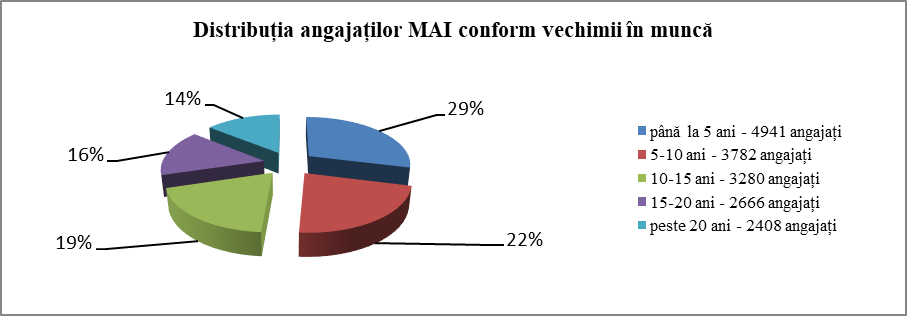 Distribuția angajaților MAI conform vechimii în muncă
14%
29%
16%
19%
22%
până la 5 ani - 4941 angajați
5-10 ani - 3782 angajați
10-15 ani - 3280 angajați
15-20 ani - 2666 angajați
peste 20 ani - 2408 angajați